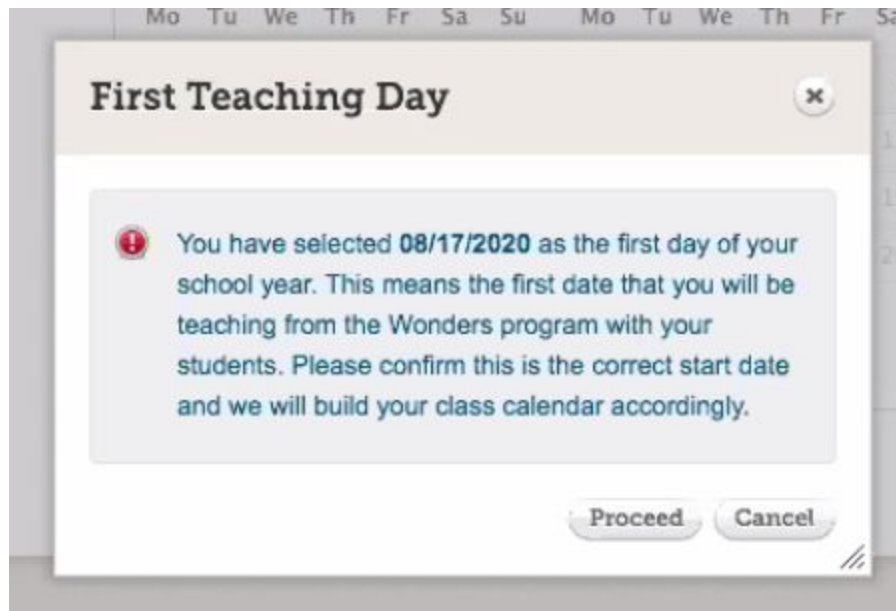 Mo Tu We Th Fr Sa Su Mo Tu We Th Fr Sa
First Teaching Day
You have selected 08/17/2020 as the first day of your
school year. This means the first date that you will be
teaching from the Wonders program with your
students. Please confirm this is the correct start date
and we will build your class calendar accordingly.
Proceed Cancel